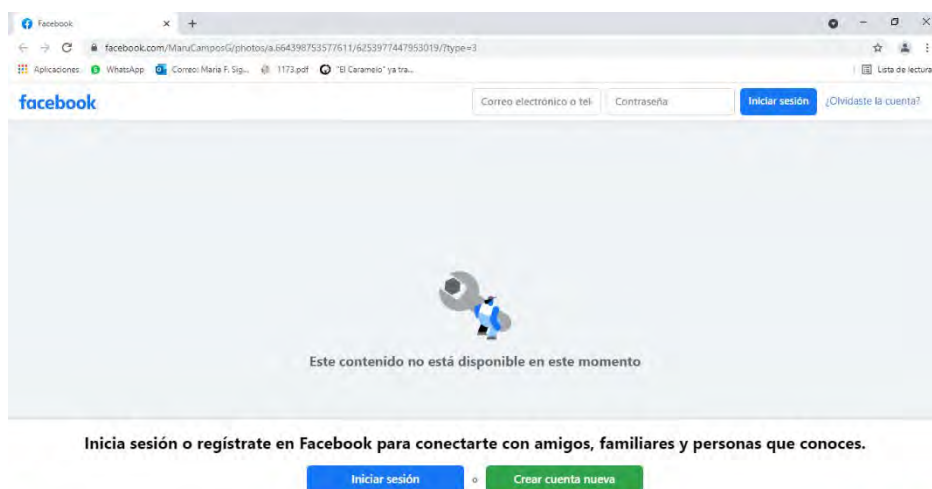 Facebook
facebook.com/MaruCamposG/photos/a.664398753577611/6253977447953019/?type=3
Aplicaciones WhatsApp Correo: Maria F. Sig... 1173.pdf "El Caramelo" ya tra... Lista de lectura
facebook Correo electrónico o tel Contraseña Iniciar sesión ¿Olvidaste la cuenta?
Este contenido no está disponible en este momento
Inicia sesión o regístrate en Facebook para conectarte con amigos, familiares y personas que conoces.
Iniciar sesión o Crear cuenta nueva